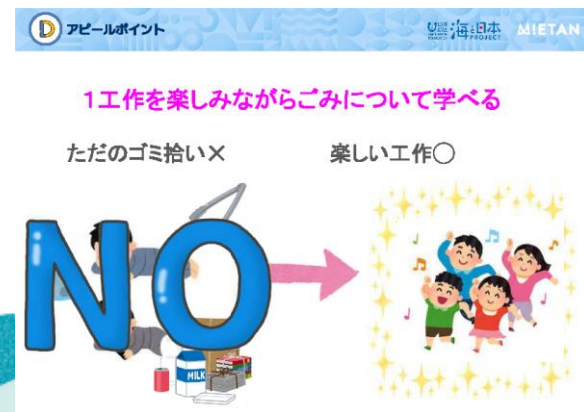 D アピールポイント
海と日本 PROJECT MIETAN
1工作を楽しみながらごみについて学べる
ただのゴミ拾い× 楽しい工作○
NO
MILK